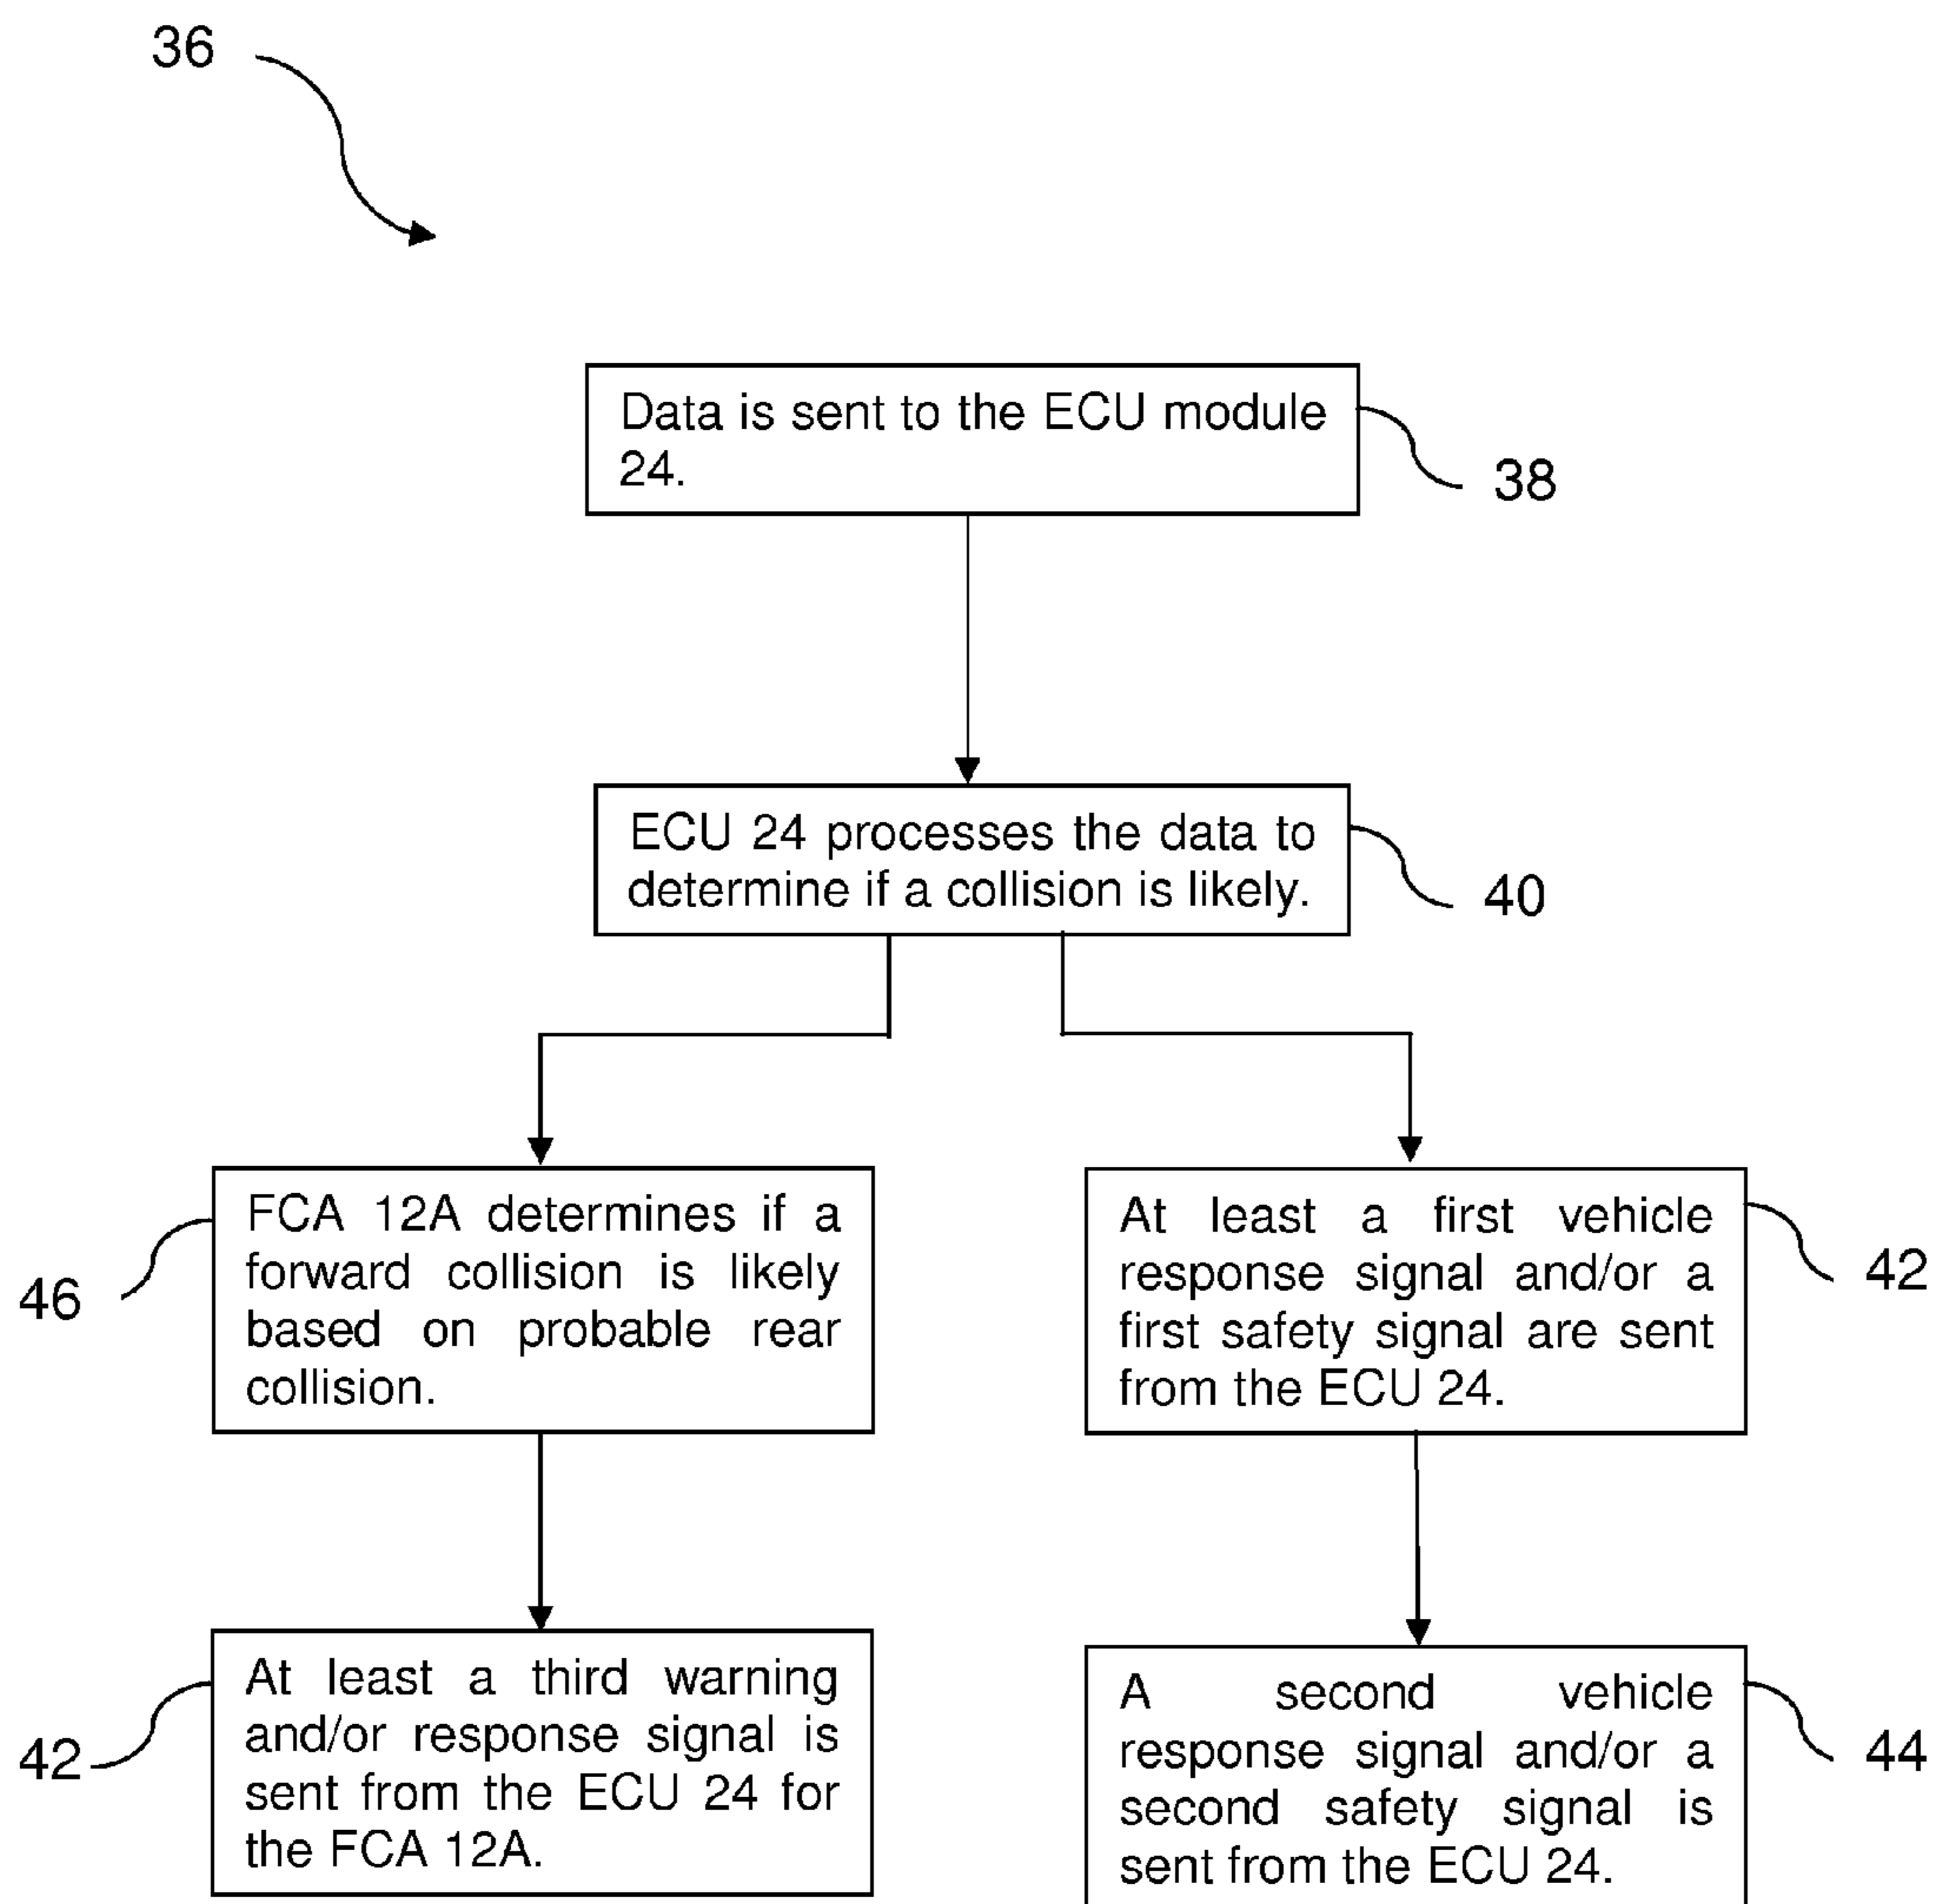 36
Data is sent to the ECU module
24.
38
ECU 24 processes the data to
determine if a collision is likely.
40
FCA 12A determines if a
forward collision is likely
based on probable rear
collision.
46
At least a first vehicle
response signal and/or a
first safety signal are sent
from the ECU 24.
42
At least a third warning
and/or response signal is
sent from the ECU 24 for
the FCA 12A.
42
A second vehicle
response signal and/or a
second safety signal is
sent from the ECU 24.
44